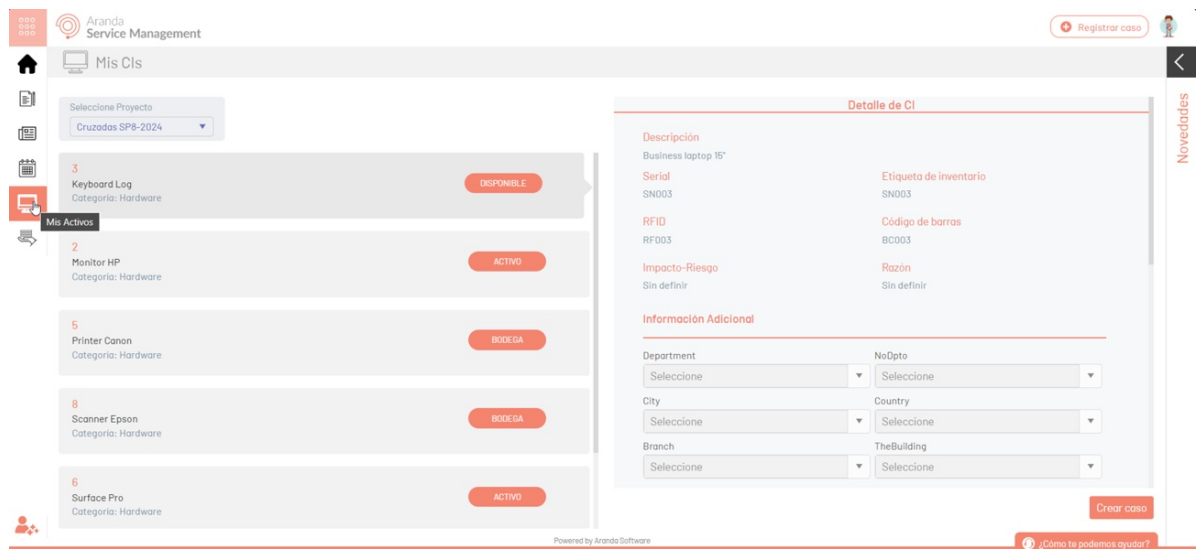 Aranda
Service Management
Registrar caso
Mis CIs
Seleccione Proyecto
Cruzadas SP8-2024
3
Keyboard Log
Categoría: Hardware
DISPONIBLE
Mis Activos
2
Monitor HP
Categoría: Hardware
ACTIVO
5
Printer Canon
Categoría: Hardware
BODEGA
8
Scanner Epson
Categoría: Hardware
BODEGA
6
Surface Pro
Categoría: Hardware
ACTIVO
Detalle de CI
Descripción
Business laptop 15"
Serial
Etiqueta de inventario
SN003
SN003
RFID
Código de barras
RF003
BC003
Impacto-Riesgo
Razón
Sin definir
Sin definir
Información Adicional
Department
NoDpto
Seleccione
Seleccione
City
Country
Seleccione
Seleccione
Branch
TheBuilding
Seleccione
Seleccione
Crear caso
Novedades
Powered by Aranda Software
¿Cómo te podemos ayudar?